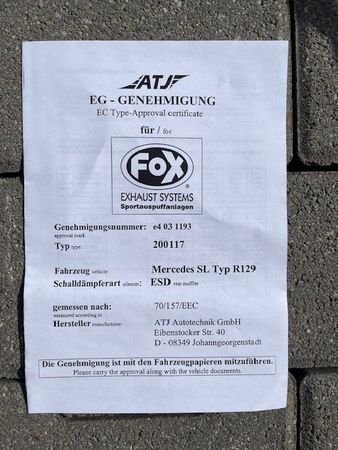 ATJ
EG - GENEHMIGUNG
EC Type-Approval certificate
für / for
FOX
®
EXHAUST SYSTEMS
Sportauspuffanlagen
Genehmigungsnummer: e4 03 1193
approval mark
Typ type: 200117
Fahrzeug vehicle: Mercedes SL Typ R129
Schalldämpferart silencer: ESD rear muffler
gemessen nach: 70/157/EEC
measured according to
Hersteller manufacturer: ATJ Autotechnik GmbH
Eibenstocker Str. 40
D - 08349 Johanngeorgenstadt
Die Genehmigung ist mit den Fahrzeugpapieren mitzuführen.
Please carry the approval along with the vehicle documents.